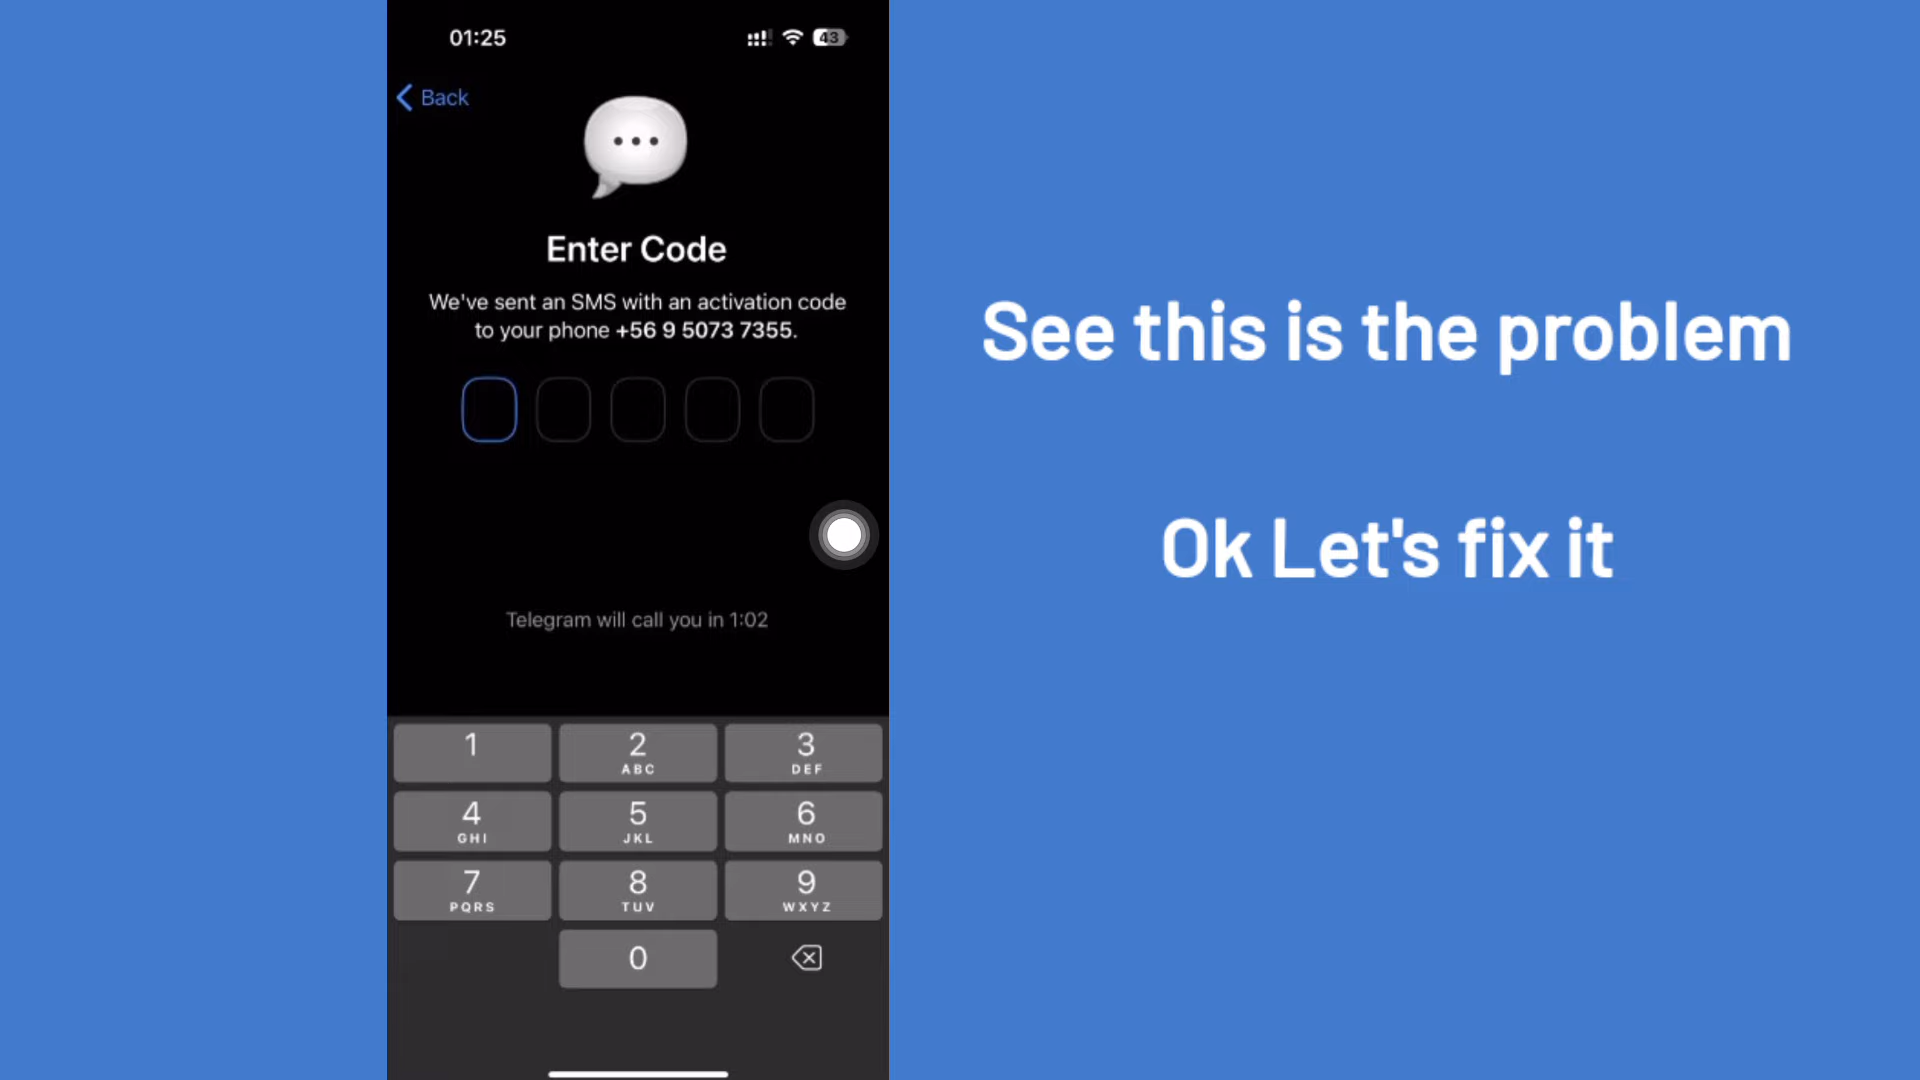 01:25
43
Back
Enter Code
We've sent an SMS with an activation code
to your phone +56 9 5073 7355.
Telegram will call you in 1:02
1
2
ABC
3
DEF
4
GHI
5
JKL
6
MNO
7
PQRS
8
TUV
9
WXYZ
0
See this is the problem
Ok Let's fix it